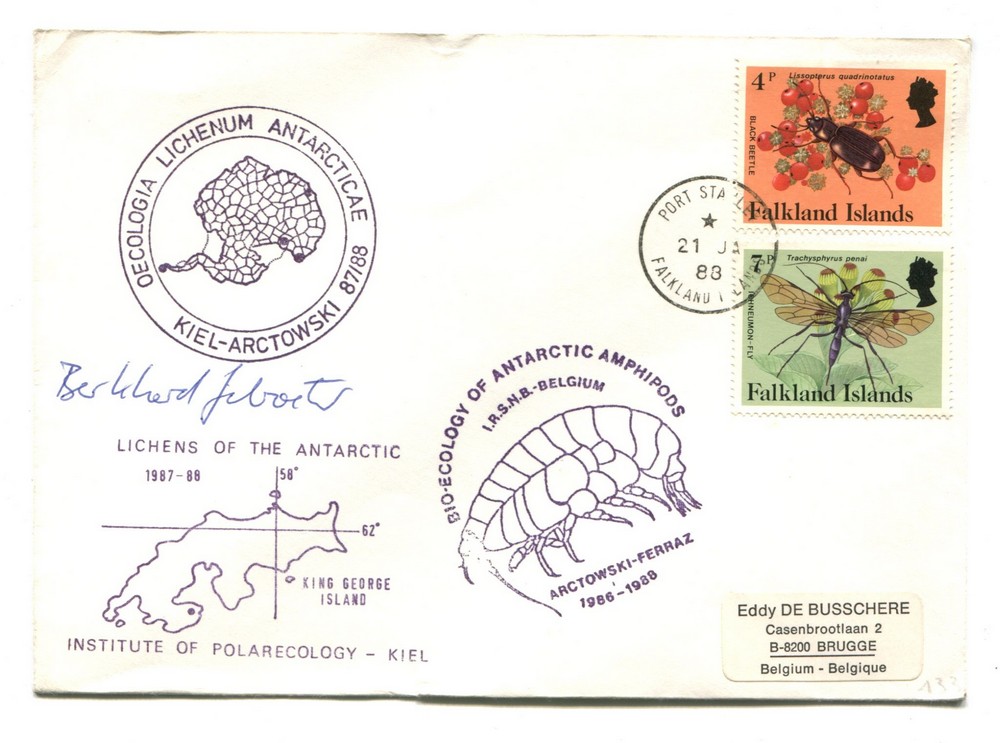 OECOLOGIA LICHENUM ANTARCTICAE
KIEL-ARCTOWSKI 87/88
4P
Lissopterus quadrinotatus
BLACK BEETLE
Falkland Islands
PORT STANLEY
21 JA
88
FALKLAND ISLANDS
7P
Trachysphyrus penai
ICHNEUMON-FLY
Falkland Islands
LICHENS OF THE ANTARCTIC
1987-88
58°
62°
KING GEORGE
ISLAND
INSTITUTE OF POLARECOLOGY - KIEL
BIO-ECOLOGY OF ANTARCTIC AMPHIPODS
I.R.S.N.B.-BELGIUM
ARCTOWSKI-FERRAZ
1986-1988
Eddy DE BUSSCHERE
Casenbrootlaan 2
B-8200 BRUGGE
Belgium - Belgique